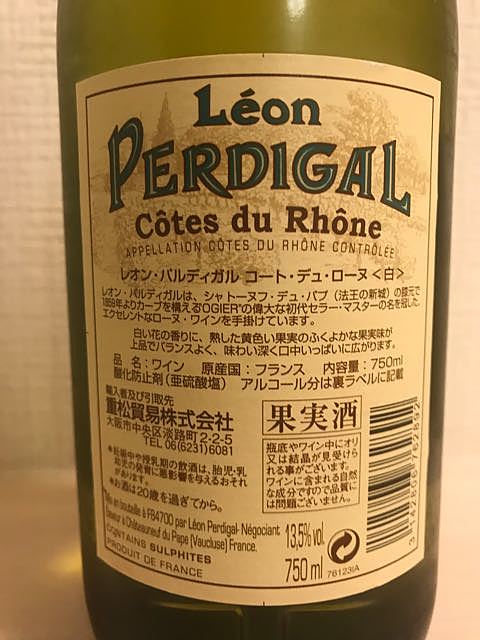 Léon
PERDIGAL
Côtes du Rhône
APPELLATION CÔTES DU RHÔNE CONTRÔLÉE
レオン・パルディガル コート・デュ・ローヌ<白>
レオン・パルディガルは、シャトーヌフ・デュ・パプ (法王の新城) の膝元で
1859年よりカーブを構える"OGIER"の偉大な初代セラー・マスターの名を冠した、
エクセレントなローヌ・ワインを手掛けています。
白い花の香りに、熟した黄色い果実のふくよかな果実味が
上品でバランスよく、味わい深く口中いっぱいに広がります。
品名:ワイン 原産国:フランス 内容量:750ml
酸化防止剤(亜硫酸塩) アルコール分は裏ラベルに記載
輸入者及び引取先
重松貿易株式会社
大阪市中央区淡路町2-2-5
TEL 06(6231)6081
果実酒
瓶底やワイン中にオリ
又は結晶が見受けら
れる事がございます。
ワインに含まれる自然
な成分ですので品質に
は問題ございません。
*妊娠中や授乳期の飲酒は、胎児・乳
幼児の発育に悪影響を与えるおそれ
があります。
*お酒は20歳を過ぎてから。
Mis en bouteille à F84700 par Léon Perdigal-Négociant
Eleveur à Châteauneuf du Pape (Vaucluse) France.
CONTAINS SULPHITES
PRODUCE OF FRANCE
13,5% vol.
750 ml
76123IA